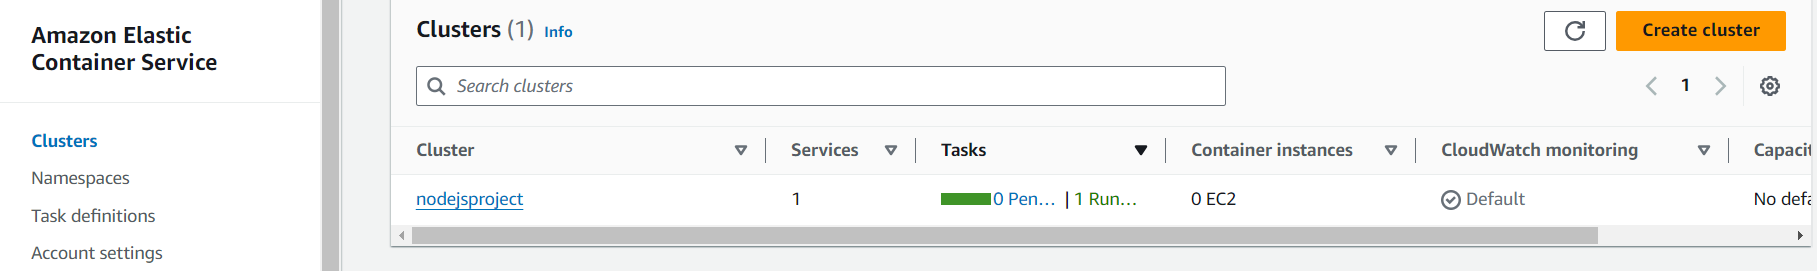 Amazon Elastic
Container Service
Clusters
Namespaces
Task definitions
Account settings
Clusters (1) Info
Create cluster
Search clusters
1
Cluster Services Tasks Container instances CloudWatch monitoring Capacit
nodejsproject 1 0 Pen… | 1 Run… 0 EC2 Default No defa